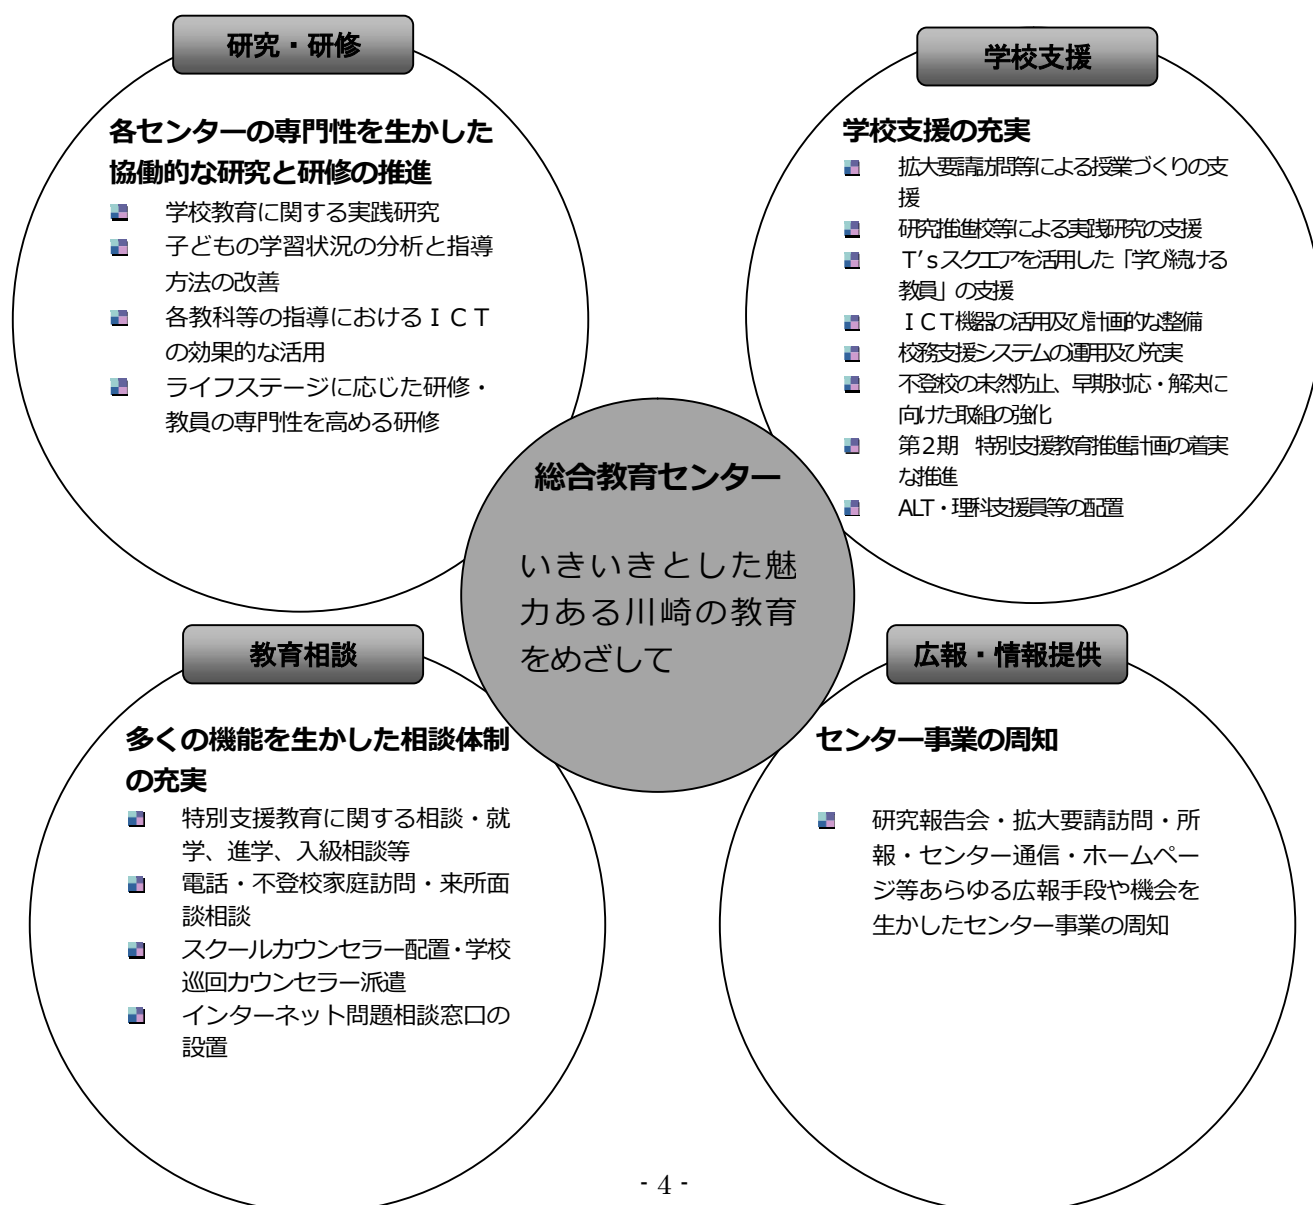 研究・研修
各センターの専門性を生かした
協働的な研究と研修の推進
学校教育に関する実践研究
子どもの学習状況の分析と指導
方法の改善
各教科等の指導におけるＩＣＴ
の効果的な活用
ライフステージに応じた研修・
教員の専門性を高める研修
学校支援
学校支援の充実
拡大要請訪問等による授業づくりの支
援
研究推進校等による実践研究の支援
Ｔ’ｓスクエアを活用した「学び続ける
教員」の支援
ＩＣＴ機器の活用及び計画的な整備
校務支援システムの運用及び充実
不登校の未然防止、早期対応・解決に
向けた取組の強化
第２期　特別支援教育推進計画の着実
な推進
ALT・理科支援員等の配置
総合教育センター
いきいきとした魅
力ある川崎の教育
をめざして
教育相談
多くの機能を生かした相談体制
の充実
特別支援教育に関する相談・就
学、進学、入級相談等
電話・不登校家庭訪問・来所面
談相談
スクールカウンセラー配置・学校
巡回カウンセラー派遣
インターネット問題相談窓口の
設置
広報・情報提供
センター事業の周知
研究報告会・拡大要請訪問・所
報・センター通信・ホームペー
ジ等あらゆる広報手段や機会を
生かしたセンター事業の周知
- 4 -